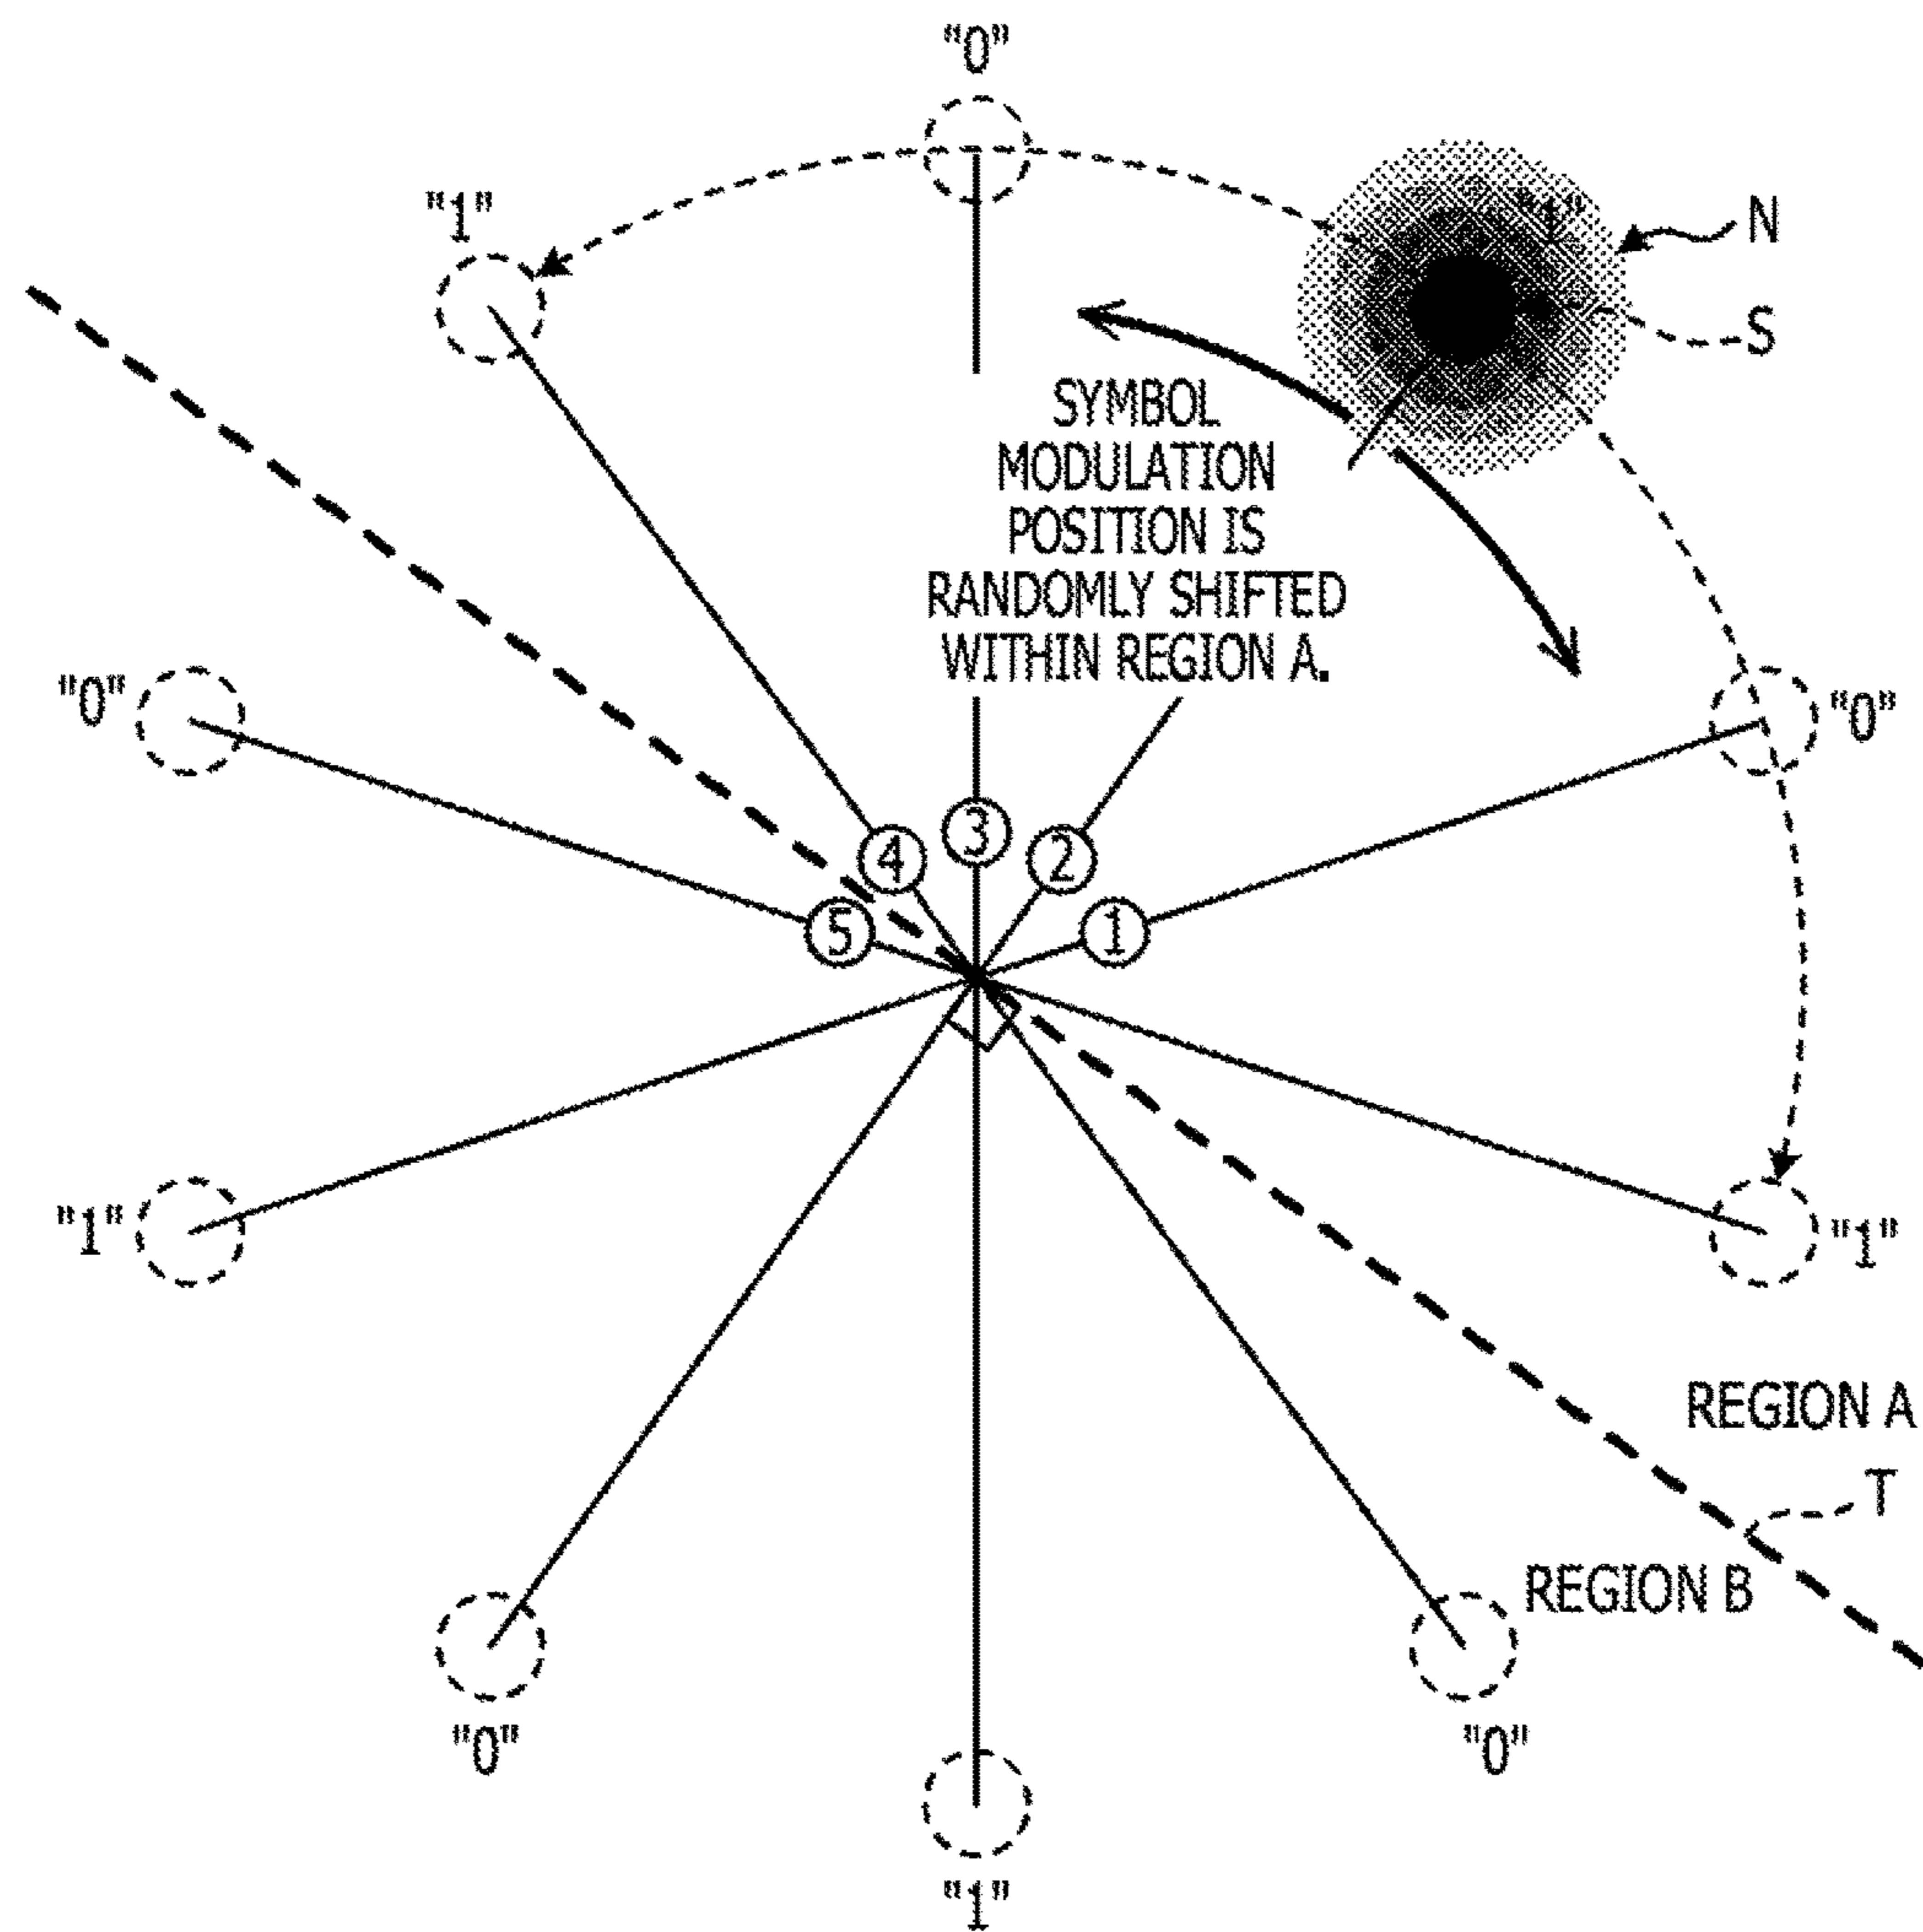 "0"
"1"
"1"
N
S
SYMBOL
MODULATION
POSITION IS
RANDOMLY SHIFTED
WITHIN REGION A.
"0"
"0"
3
4
2
5
1
"1"
"1"
REGION A
T
REGION B
"0"
"0"
"1"